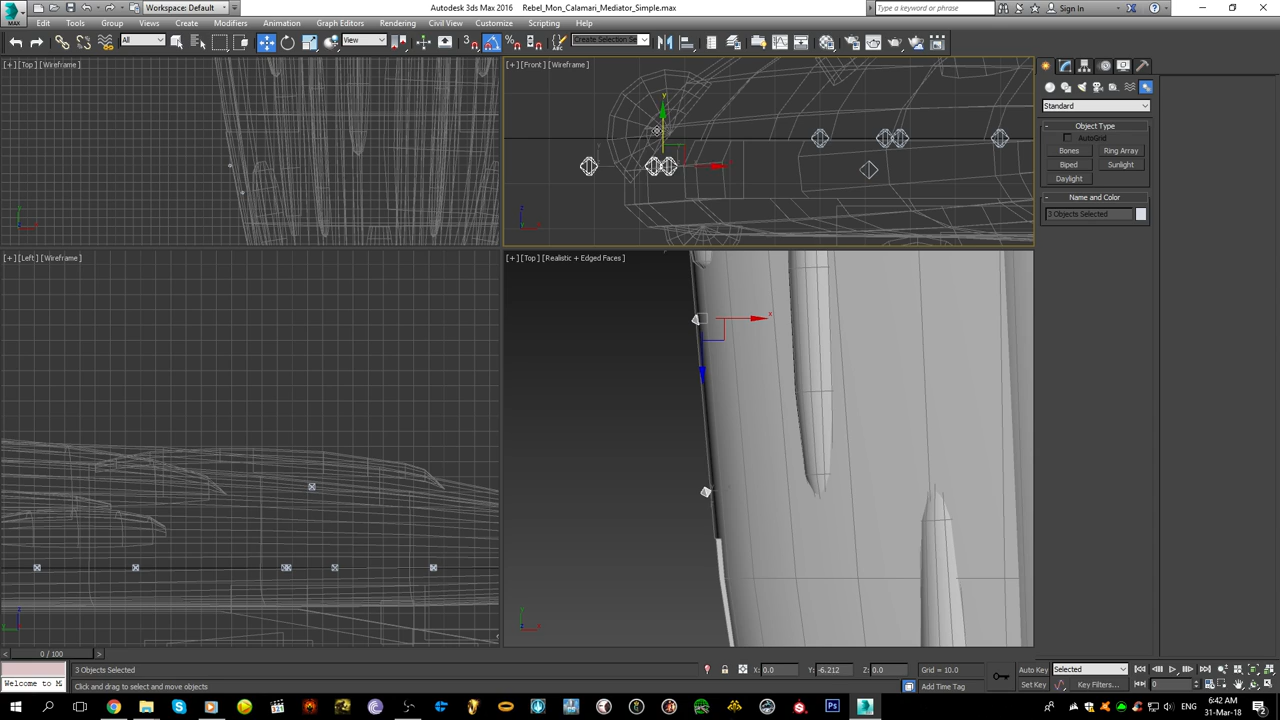 Workspace: Default
Autodesk 3ds Max 2016    Rebel_Mon_Calamari_Mediator_Simple.max
Type a keyword or phrase
Sign In
MAX
Edit Tools Group Views Create Modifiers Animation Graph Editors Rendering Civil View Customize Scripting Help
All
View
Create Selection Se
[+] [Top] [Wireframe]
[+] [Front] [Wireframe]
y
[+] [Left] [Wireframe]
[+] [Top] [Realistic + Edged Faces]
x
Standard
- Object Type
AutoGrid
Bones Ring Array
Biped Sunlight
Daylight
- Name and Color
3 Objects Selected
< 0 / 100 >
3 Objects Selected
X: 0.0 Y: -6.212 Z: 0.0 Grid = 10.0
Auto Key Selected
Welcome to M
Click and drag to select and move objects
Add Time Tag
Set Key Key Filters... 0
6:42 AM
31-Mar-18